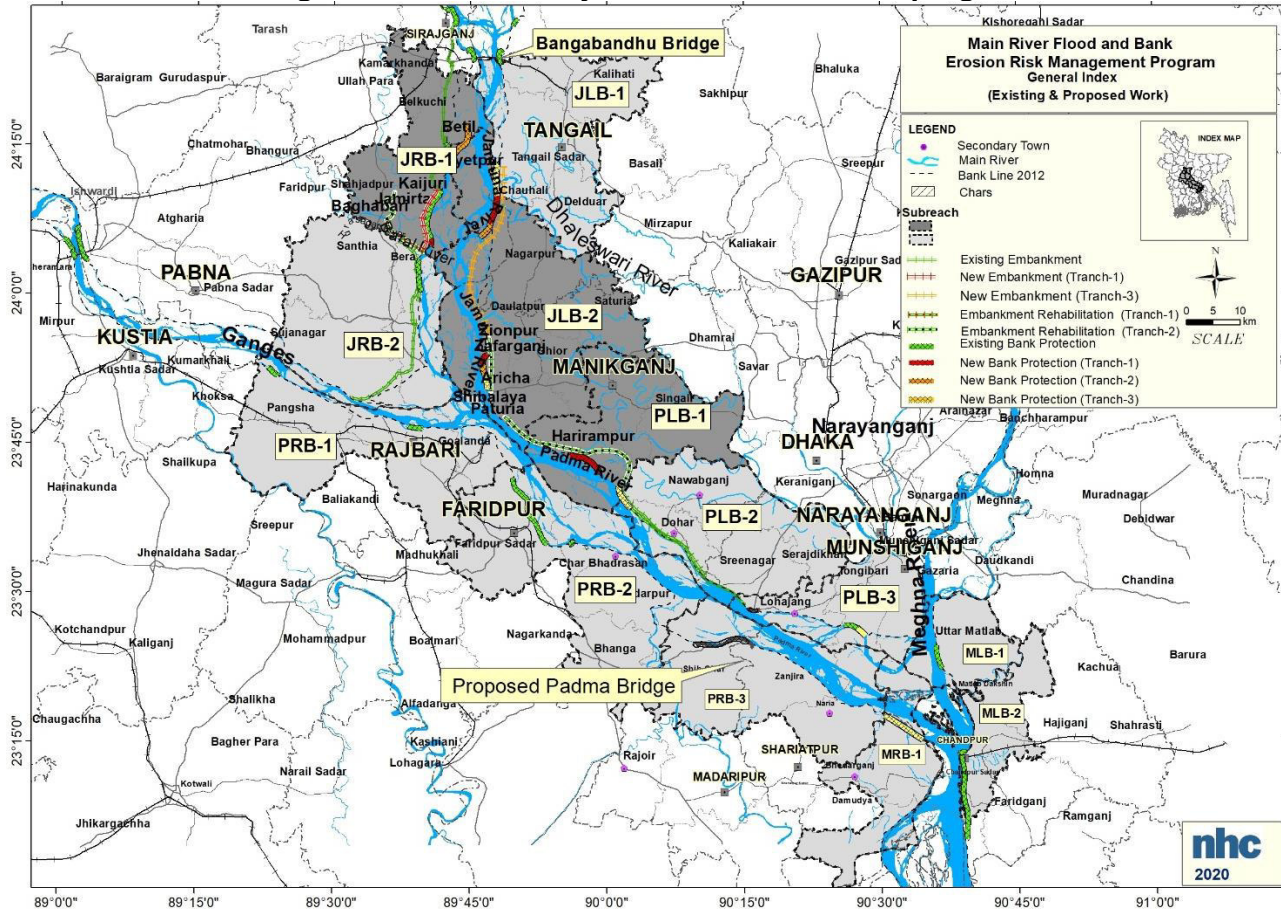 Main River Flood and Bank
Erosion Risk Management Program
General Index
(Existing & Proposed Work)
LEGEND
Secondary Town
Main River
Bank Line 2012
Chars
Subreach
Existing Embankment
New Embankment (Tranch-1)
New Embankment (Tranch-3)
Embankment Rehabilitation (Tranch-1)
Embankment Rehabilitation (Tranch-2)
Existing Bank Protection
New Bank Protection (Tranch-1)
New Bank Protection (Tranch-2)
New Bank Protection (Tranch-3)
INDEX MAP
N
0 5 10
km
SCALE
Tarash
SIRAJGANJ
Bangabandhu Bridge
Kishoreganj Sadar
Kamarkhanda
Baraigram
Gurudaspur
Ullah Para
Kalihati
Bhaluka
JLB-1
Sakhipur
Belkuchi
24°15'0"
Betil
TANGAIL
Chatmohar
Bhangura
JRB-1
Tangail Sadar
Basail
Sreepur
Ishwardi
Faridpur
Shahjadpur
Kaijuri
Chauhali
Jamirta
Baghabari
Delduar
Jamuna River
Atgharia
Santhia
Mirzapur
Dhaleswari River
Kaliakair
Bera
Nagarpur
GAZIPUR
PABNA
Pabna Sadar
24°0'0"
Daulatpur
Saturia
JLB-2
Mirpur
KUSTIA
Ganges
Sujanagar
JRB-2
Zafarganj
Dhamrai
Kumarkhali
Kushtia Sadar
Aricha
MANIKGANJ
Savar
Khoksa
Shibalaya
Singair
Paturia
PLB-1
Pangsha
Harirampur
Narayanganj
Araihazar
Banchharampur
23°45'0"
PRB-1
RAJBARI
Goalanda
DHAKA
Shailkupa
Padma River
Homna
Nawabganj
Keraniganj
Harinakunda
Baliakandi
Sonargaon
Meghna
Muradnagar
FARIDPUR
PLB-2
NARAYANGANJ
Sreepur
Dohar
Debidwar
Faridpur Sadar
MUNSHIGANJ
Munshiganj Sadar
Jhenaidaha Sadar
Madhukhali
Sreenagar
Serajdikhan
Char Bhadrasan
Tongibari
Daudkandi
Magura Sadar
Chandina
23°30'0"
PRB-2
Lohajang
PLB-3
Meghna River
Kotchandpur
Kaliganj
Mohammadpur
Boalmari
Nagarkanda
Uttar Matlab
Barura
MLB-1
Bhanga
Padma River
Kachua
Shalikha
Proposed Padma Bridge
Zanjira
PRB-3
Alfadanga
Naria
MLB-2
Chaugachha
Hajiganj
Shahrasti
23°15'0"
Bagher Para
Kashiani
CHANDPUR
Lohagara
SHARIATPUR
MRB-1
Rajoir
Narail Sadar
Kotwali
MADARIPUR
Damudya
Faridganj
Ramganj
Jhikargachha
nhc
2020
89°0'0" 89°15'0" 89°30'0" 89°45'0" 90°0'0" 90°15'0" 90°30'0" 90°45'0" 91°0'0"